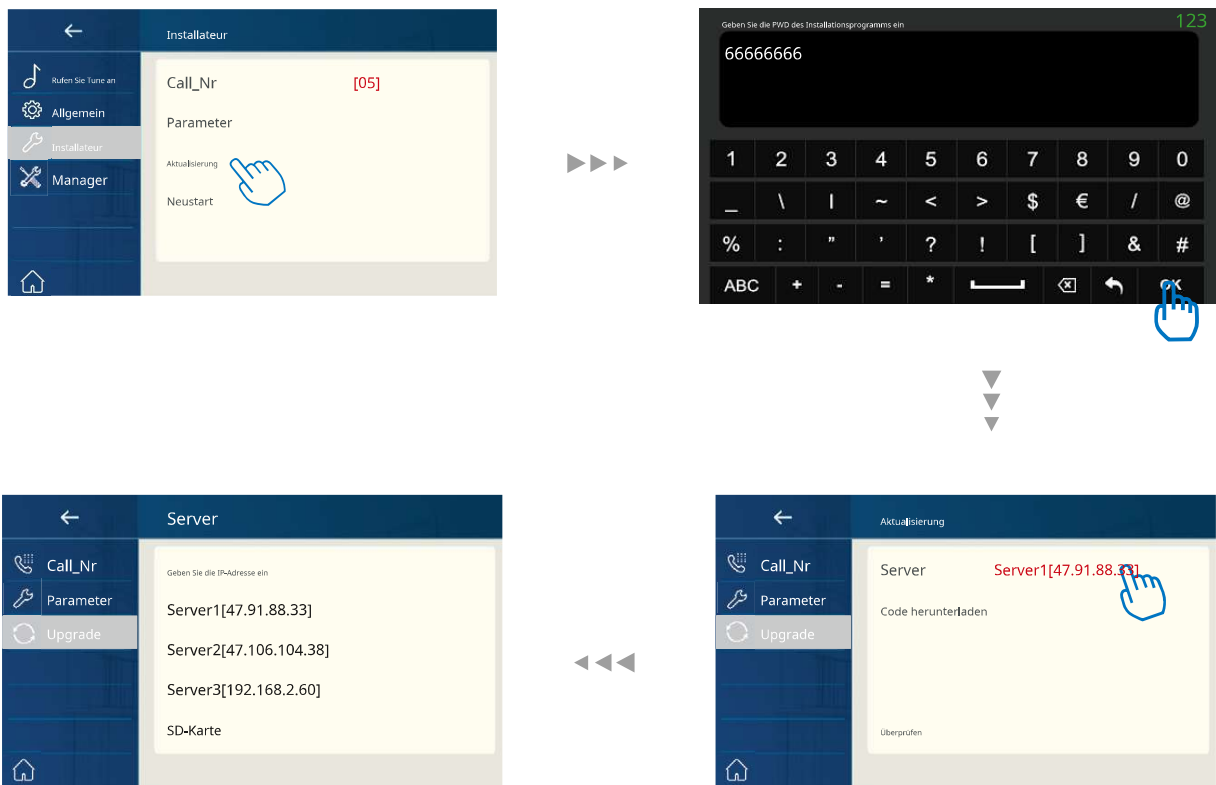 Installateur
Rufen Sie Tune an
Allgemein
Installateur
Manager
Call_Nr [05]
Parameter
Aktualisierung
Neustart
Geben Sie die PWD des Installationsprogramms ein
123
66666666
1 2 3 4 5 6 7 8 9 0
_ \ | ~ < > $ € / @
% : " ' ? ! [ ] & #
ABC + - = * OK
Aktualisierung
Call_Nr
Parameter
Upgrade
Server Server1[47.91.88.33]
Code herunterladen
Überprüfen
Server
Call_Nr
Parameter
Upgrade
Geben Sie die IP-Adresse ein
Server1[47.91.88.33]
Server2[47.106.104.38]
Server3[192.168.2.60]
SD-Karte